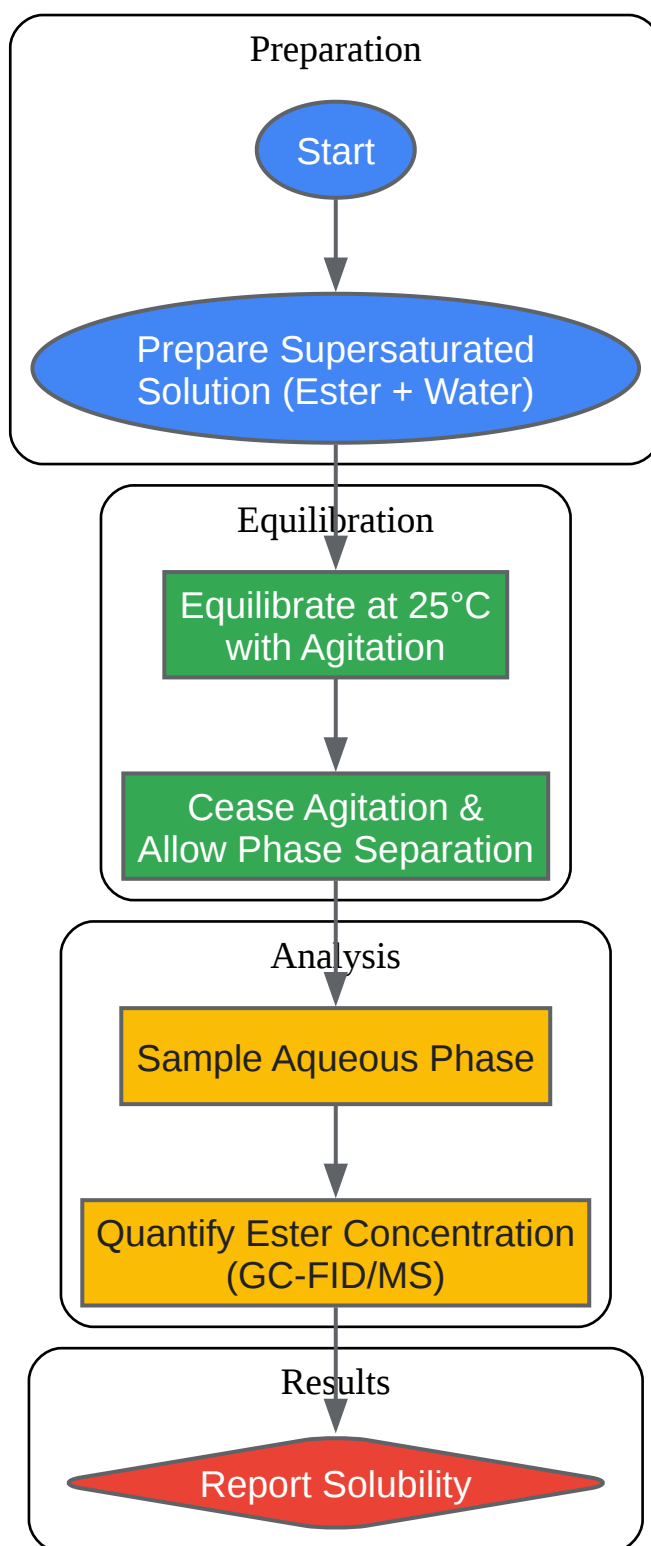 Preparation
Start
Prepare Supersaturated
Solution (Ester + Water)
Equilibration
Equilibrate at 25°C
with Agitation
Cease Agitation &
Allow Phase Separation
Analysis
Sample Aqueous Phase
Quantify Ester Concentration
(GC-FID/MS)
Results
Report Solubility